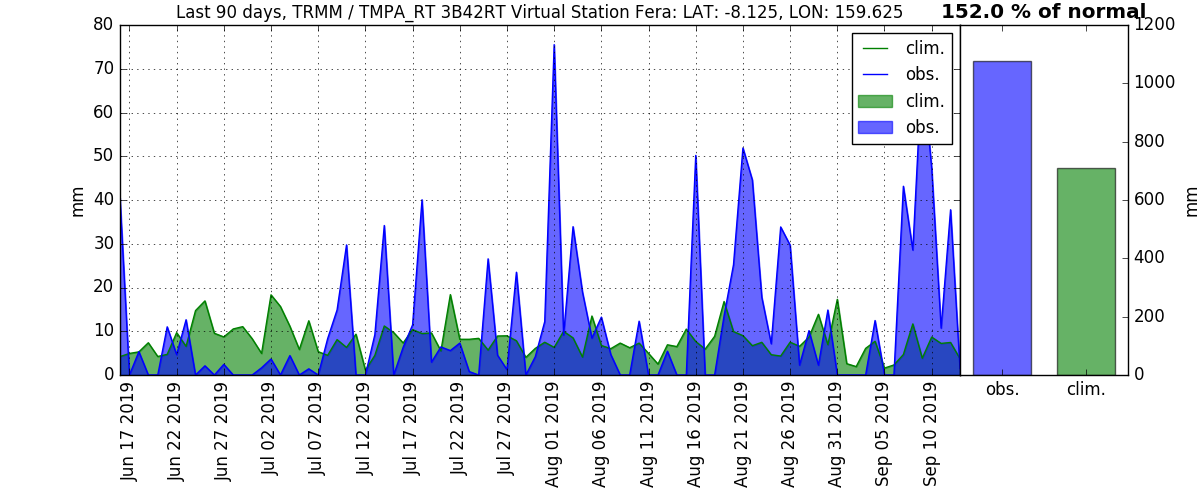 Last 90 days, TRMM / TMPA_RT 3B42RT Virtual Station Fera: LAT: -8.125, LON: 159.625
152.0 % of normal
80
70
60
50
40
30
20
10
0
mm
clim.
obs.
clim.
obs.
1200
1000
800
600
400
200
0
mm
Jun 17 2019
Jun 22 2019
Jun 27 2019
Jul 02 2019
Jul 07 2019
Jul 12 2019
Jul 17 2019
Jul 22 2019
Jul 27 2019
Aug 01 2019
Aug 06 2019
Aug 11 2019
Aug 16 2019
Aug 21 2019
Aug 26 2019
Aug 31 2019
Sep 05 2019
Sep 10 2019
obs.
clim.